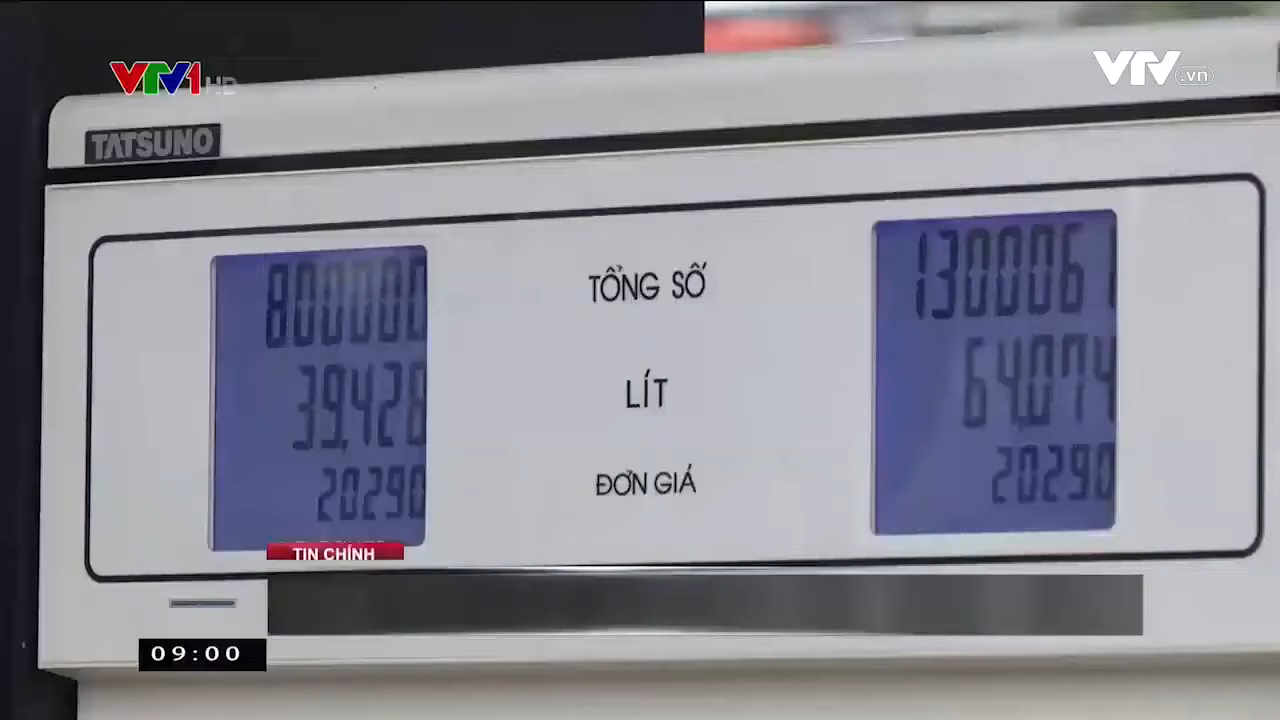 VTV1 HD
VTV.vn
TATSUNO
800000
TỔNG SỐ
1300061
39,428
LÍT
64,074
20290
ĐƠN GIÁ
20290
TIN CHÍNH
09:00